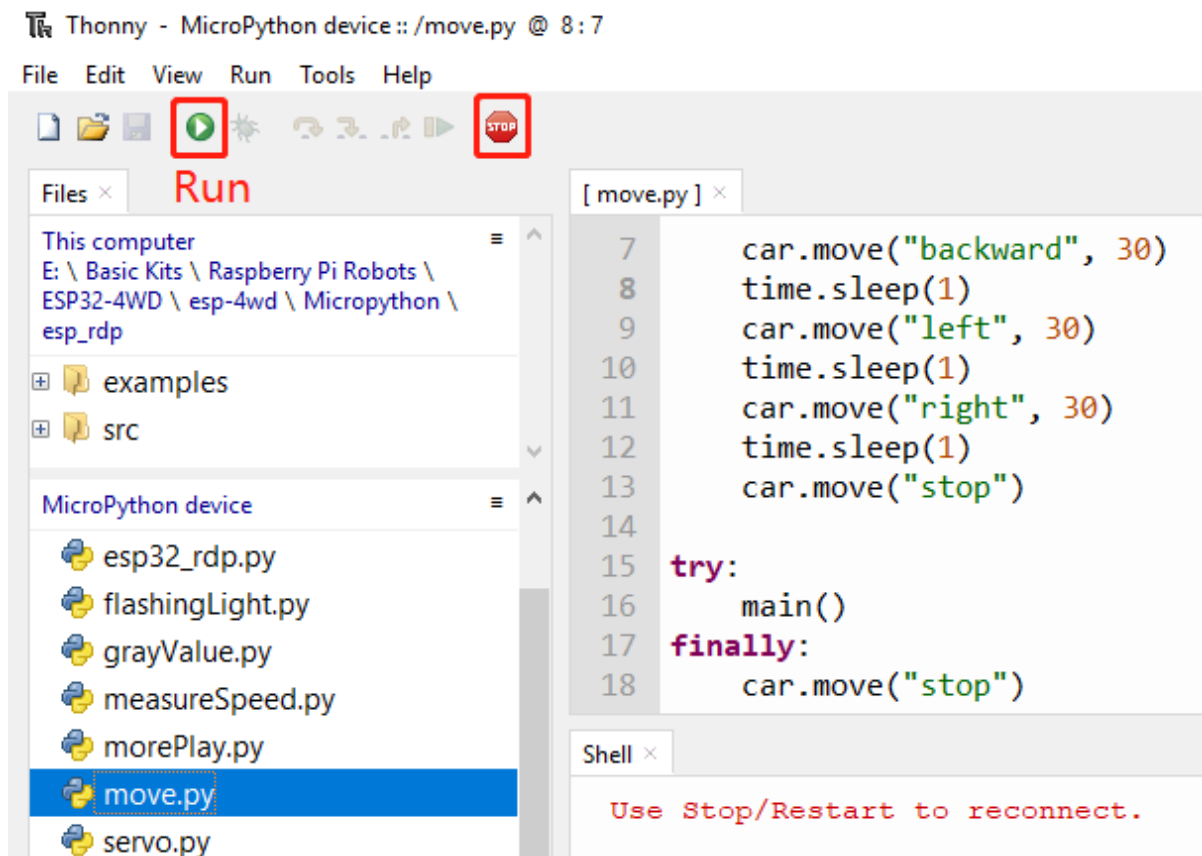 Thonny - MicroPython device :: /move.py @ 8 : 7
File Edit View Run Tools Help
STOP
Run
Files ×
This computer
E: \ Basic Kits \ Raspberry Pi Robots \
ESP32-4WD \ esp-4wd \ Micropython \
esp_rdp
examples
src
MicroPython device
esp32_rdp.py
flashingLight.py
grayValue.py
measureSpeed.py
morePlay.py
move.py
servo.py
[ move.py ] ×
7 car.move("backward", 30)
8 time.sleep(1)
9 car.move("left", 30)
10 time.sleep(1)
11 car.move("right", 30)
12 time.sleep(1)
13 car.move("stop")
14
15 try:
16 main()
17 finally:
18 car.move("stop")
Shell ×
Use Stop/Restart to reconnect.